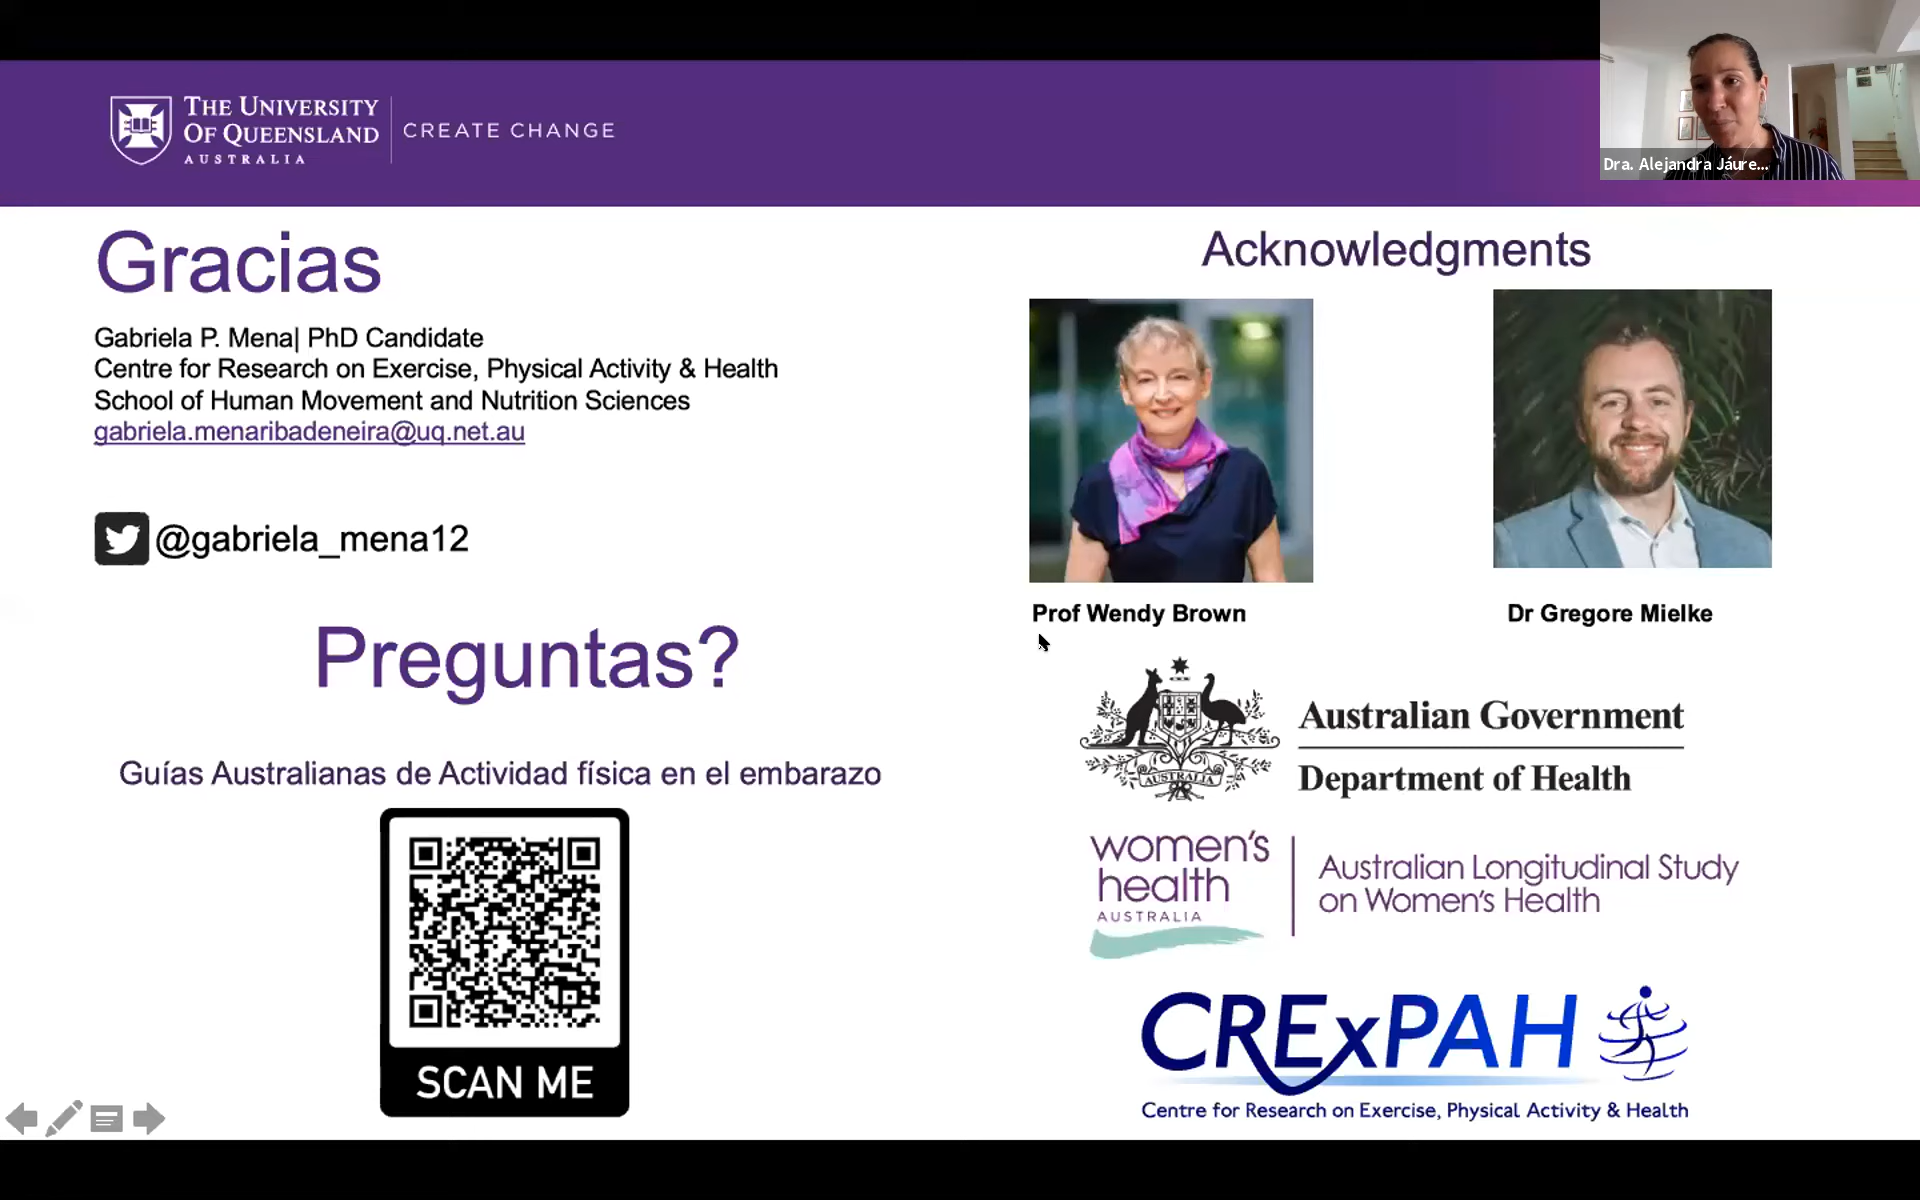 THE UNIVERSITY
OF QUEENSLAND
AUSTRALIA
CREATE CHANGE
Dra. Alejandra Jáure...
Gracias
Gabriela P. Mena| PhD Candidate
Centre for Research on Exercise, Physical Activity & Health
School of Human Movement and Nutrition Sciences
gabriela.menaribadeneira@uq.net.au
@gabriela_mena12
Preguntas?
Guías Australianas de Actividad física en el embarazo
SCAN ME
Acknowledgments
Prof Wendy Brown
Dr Gregore Mielke
AUSTRALIA
Australian Government
Department of Health
women's
health
AUSTRALIA
Australian Longitudinal Study
on Women's Health
CRExPAH
Centre for Research on Exercise, Physical Activity & Health